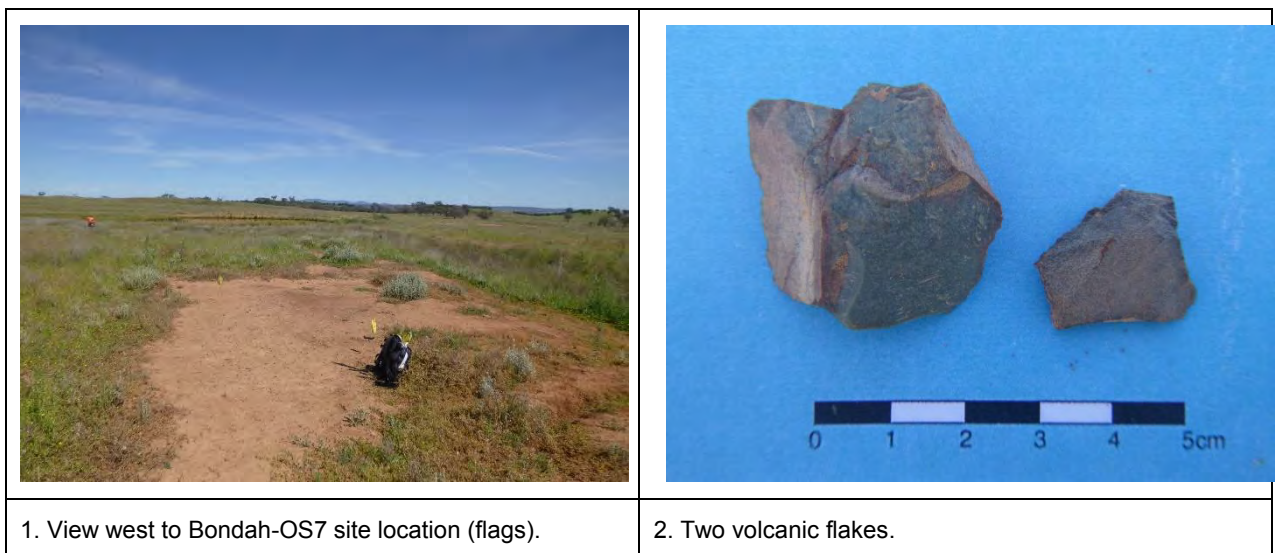 0 1 2 3 4 5cm
1. View west to Bondah-OS7 site location (flags).
2. Two volcanic flakes.